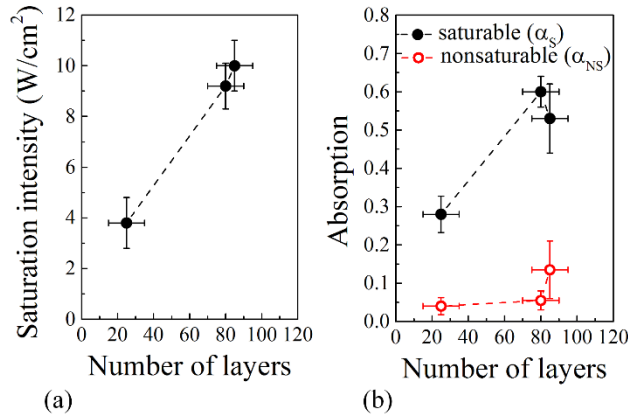 12
10
8
6
4
2
0
0 20 40 60 80 100 120
Saturation intensity (W/cm²)
Number of layers
(a)
saturable (α_S)
nonsaturable (α_NS)
0.8
0.7
0.6
0.5
0.4
0.3
0.2
0.1
0.0
0 20 40 60 80 100 120
Absorption
Number of layers
(b)